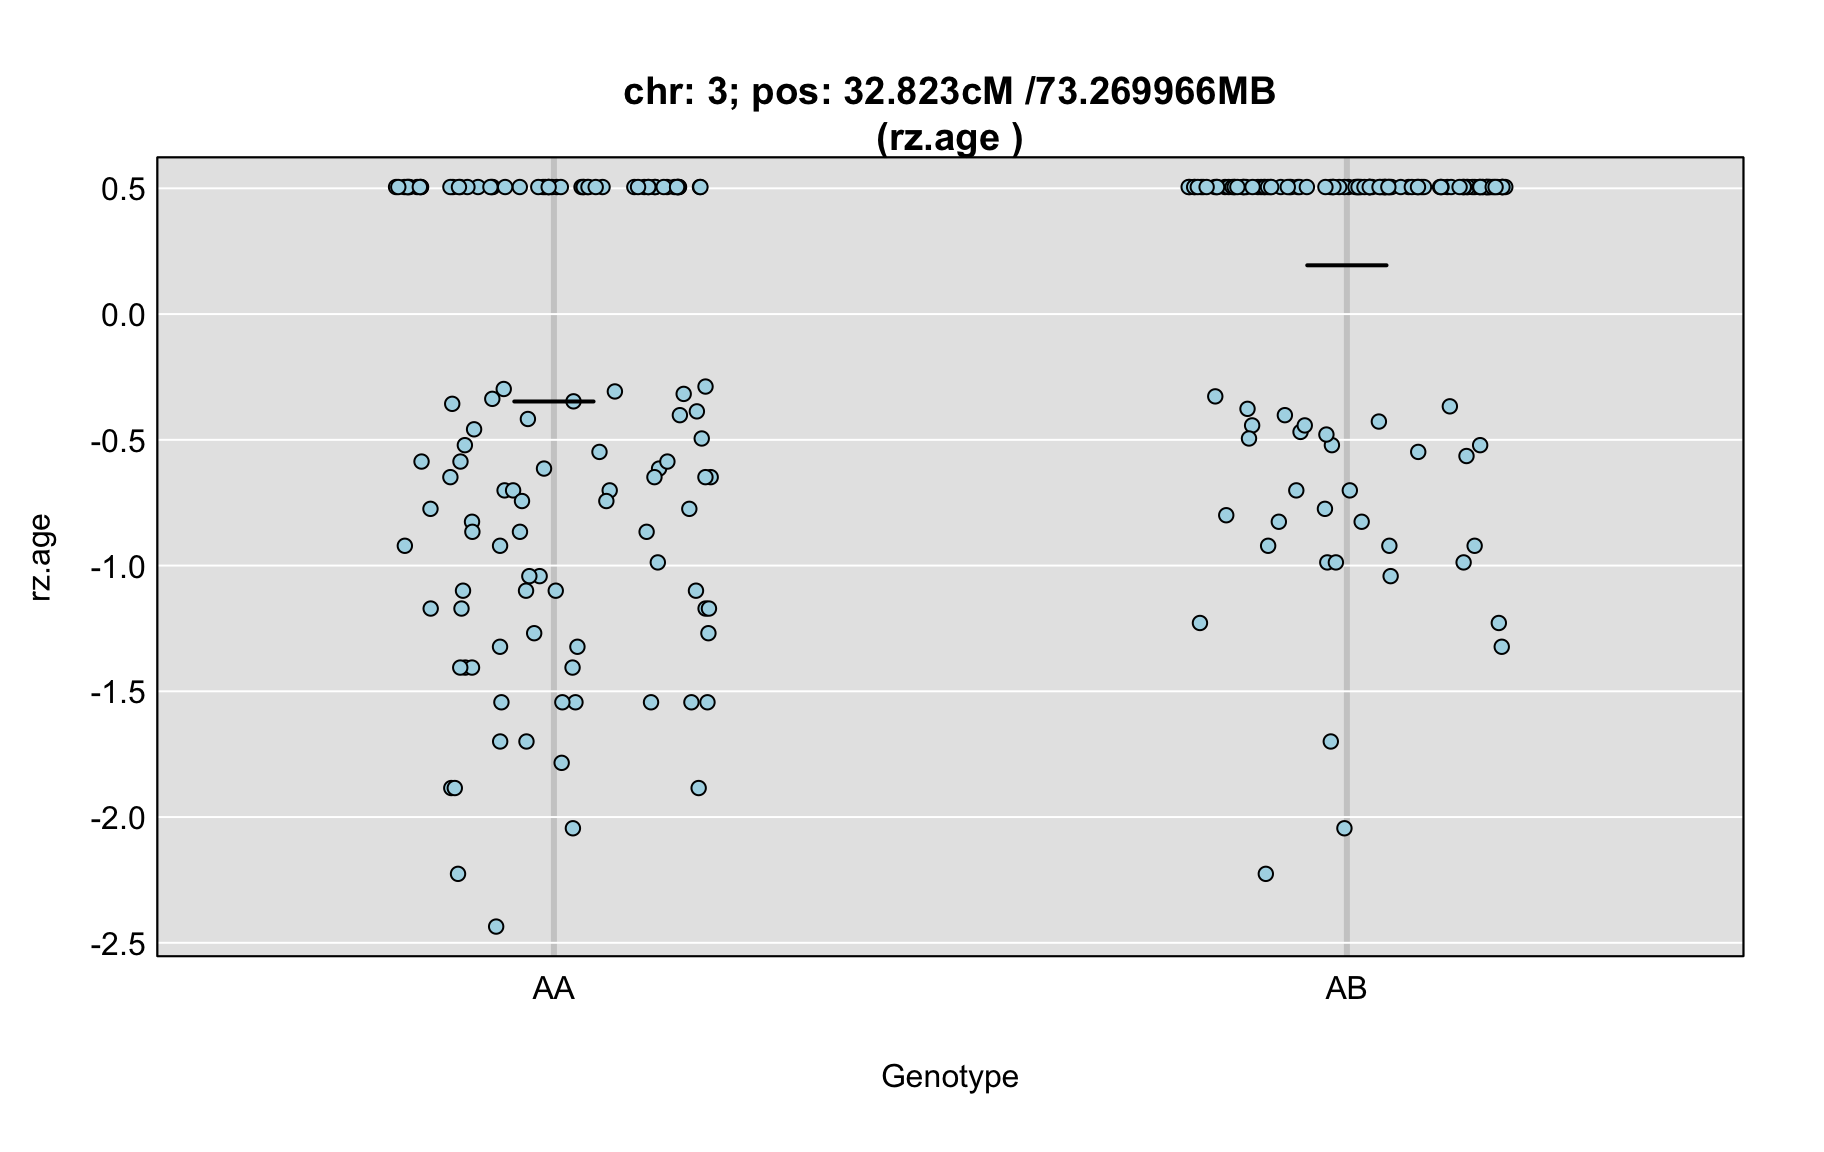 chr: 3; pos: 32.823cM /73.269966MB
(rz.age )
0.5
0.0
-0.5
-1.0
-1.5
-2.0
-2.5
rz.age
AA
AB
Genotype